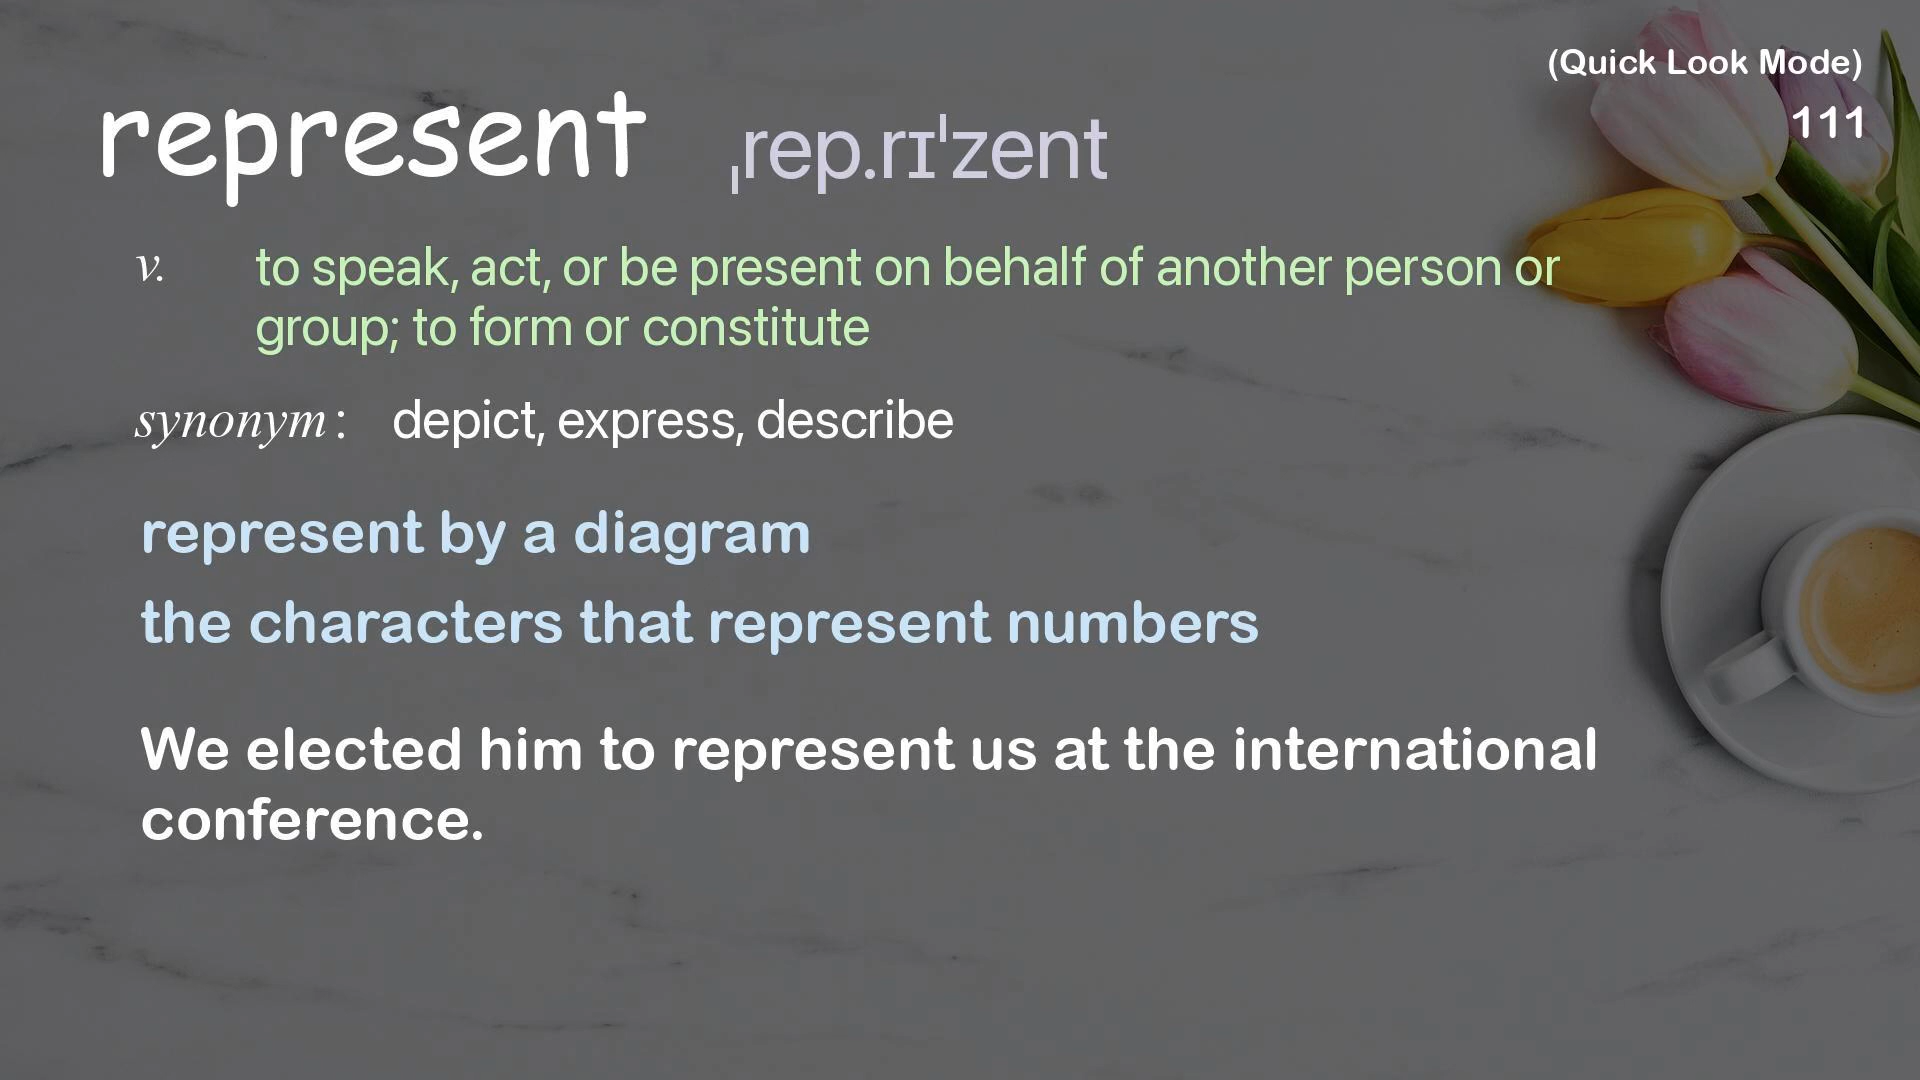 (Quick Look Mode)
represent ˌrep.rɪˈzent
111
v. to speak, act, or be present on behalf of another person or
group; to form or constitute
synonym: depict, express, describe
represent by a diagram
the characters that represent numbers
We elected him to represent us at the international
conference.